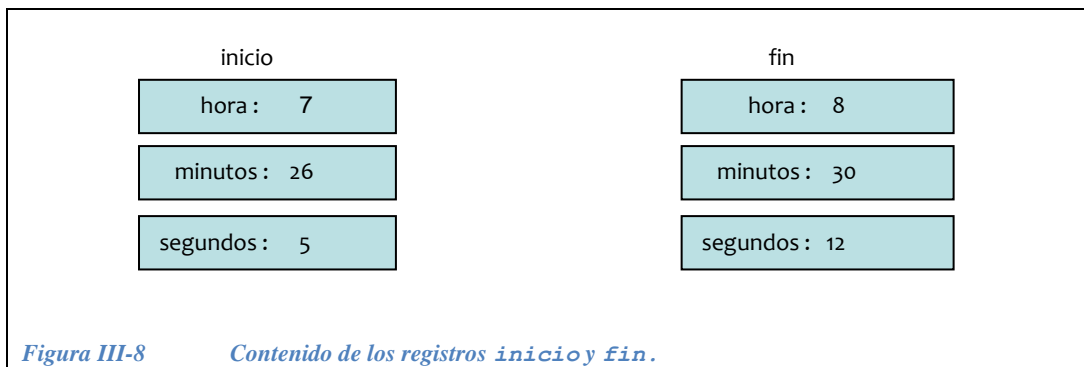 inicio fin
hora : 7 hora : 8
minutos : 26 minutos : 30
segundos : 5 segundos : 12
Figura III-8 Contenido de los registros inicio y fin.